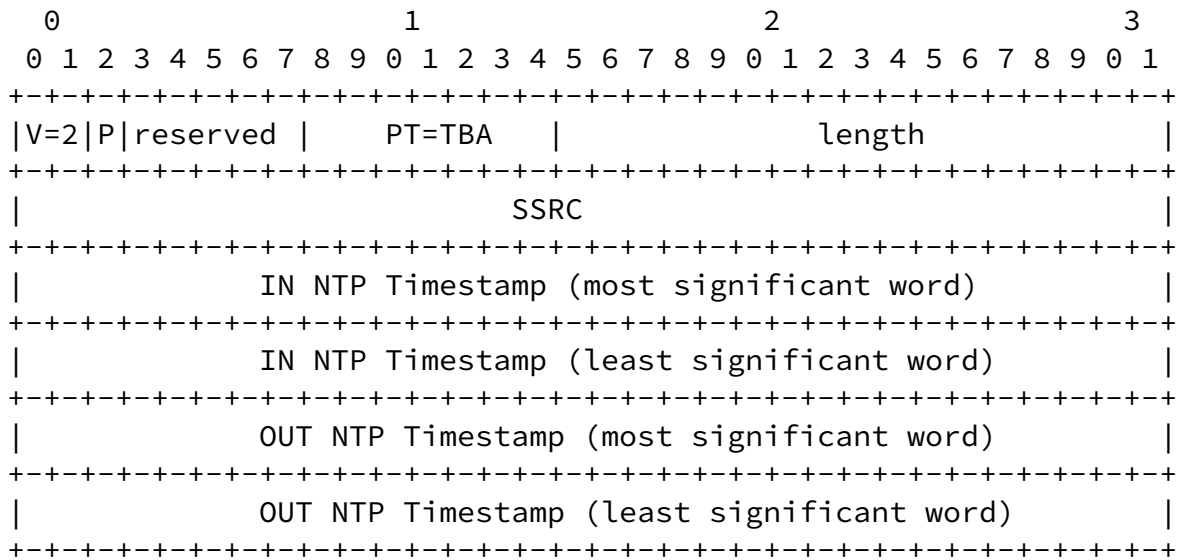 0 1 2 3
0 1 2 3 4 5 6 7 8 9 0 1 2 3 4 5 6 7 8 9 0 1 2 3 4 5 6 7 8 9 0 1
+-+-+-+-+-+-+-+-+-+-+-+-+-+-+-+-+-+-+-+-+-+-+-+-+-+-+-+-+-+-+-+-+
|V=2|P|reserved | PT=TBA | length |
+-+-+-+-+-+-+-+-+-+-+-+-+-+-+-+-+-+-+-+-+-+-+-+-+-+-+-+-+-+-+-+-+
| SSRC |
+-+-+-+-+-+-+-+-+-+-+-+-+-+-+-+-+-+-+-+-+-+-+-+-+-+-+-+-+-+-+-+-+
| IN NTP Timestamp (most significant word) |
+-+-+-+-+-+-+-+-+-+-+-+-+-+-+-+-+-+-+-+-+-+-+-+-+-+-+-+-+-+-+-+-+
| IN NTP Timestamp (least significant word) |
+-+-+-+-+-+-+-+-+-+-+-+-+-+-+-+-+-+-+-+-+-+-+-+-+-+-+-+-+-+-+-+-+
| OUT NTP Timestamp (most significant word) |
+-+-+-+-+-+-+-+-+-+-+-+-+-+-+-+-+-+-+-+-+-+-+-+-+-+-+-+-+-+-+-+-+
| OUT NTP Timestamp (least significant word) |
+-+-+-+-+-+-+-+-+-+-+-+-+-+-+-+-+-+-+-+-+-+-+-+-+-+-+-+-+-+-+-+-+